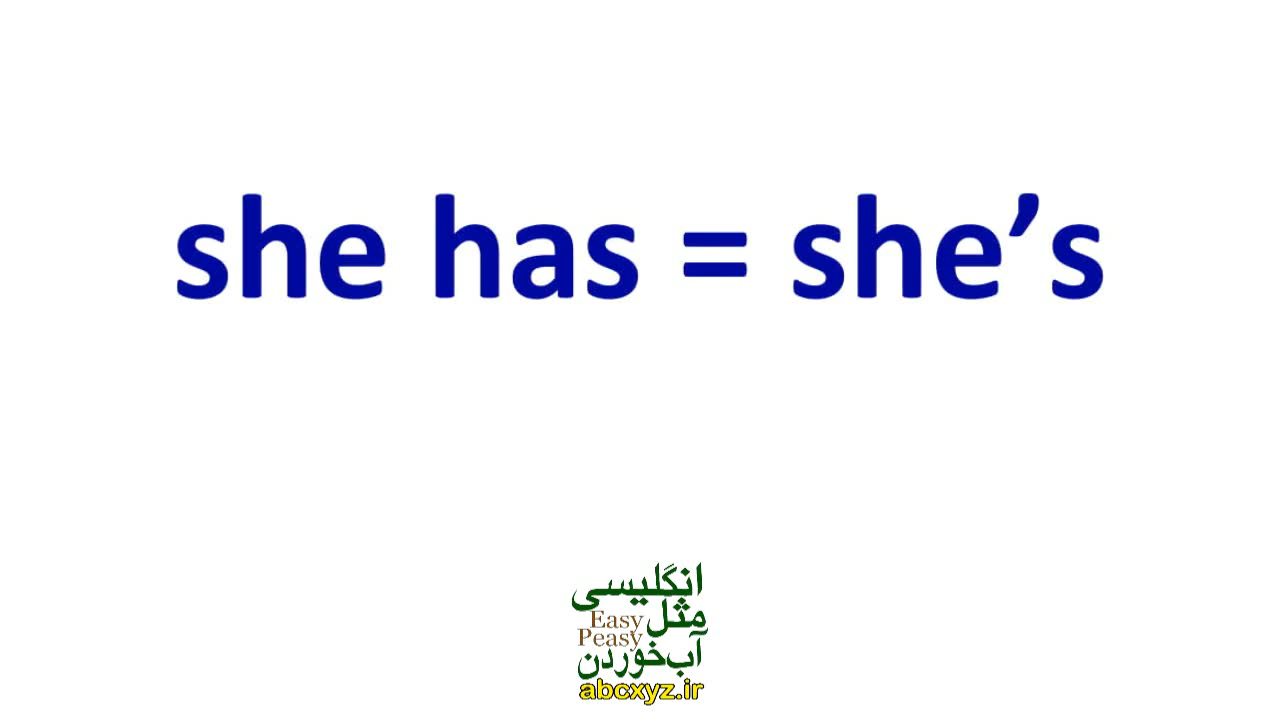 she has = she’s
انگلیسی
مثل
Easy
Peasy
آب‌خوردن
abcxyz.ir